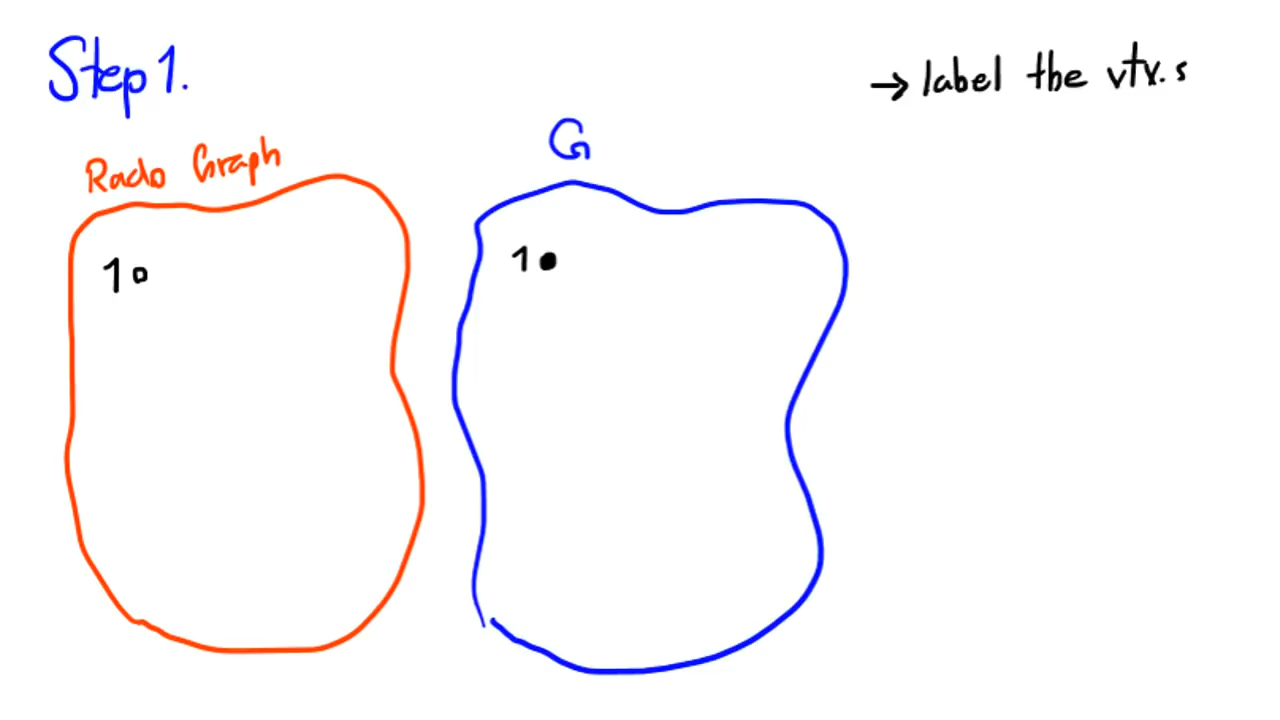 Step 1.
→ label the vtx.s
G
Rado Graph
1
1